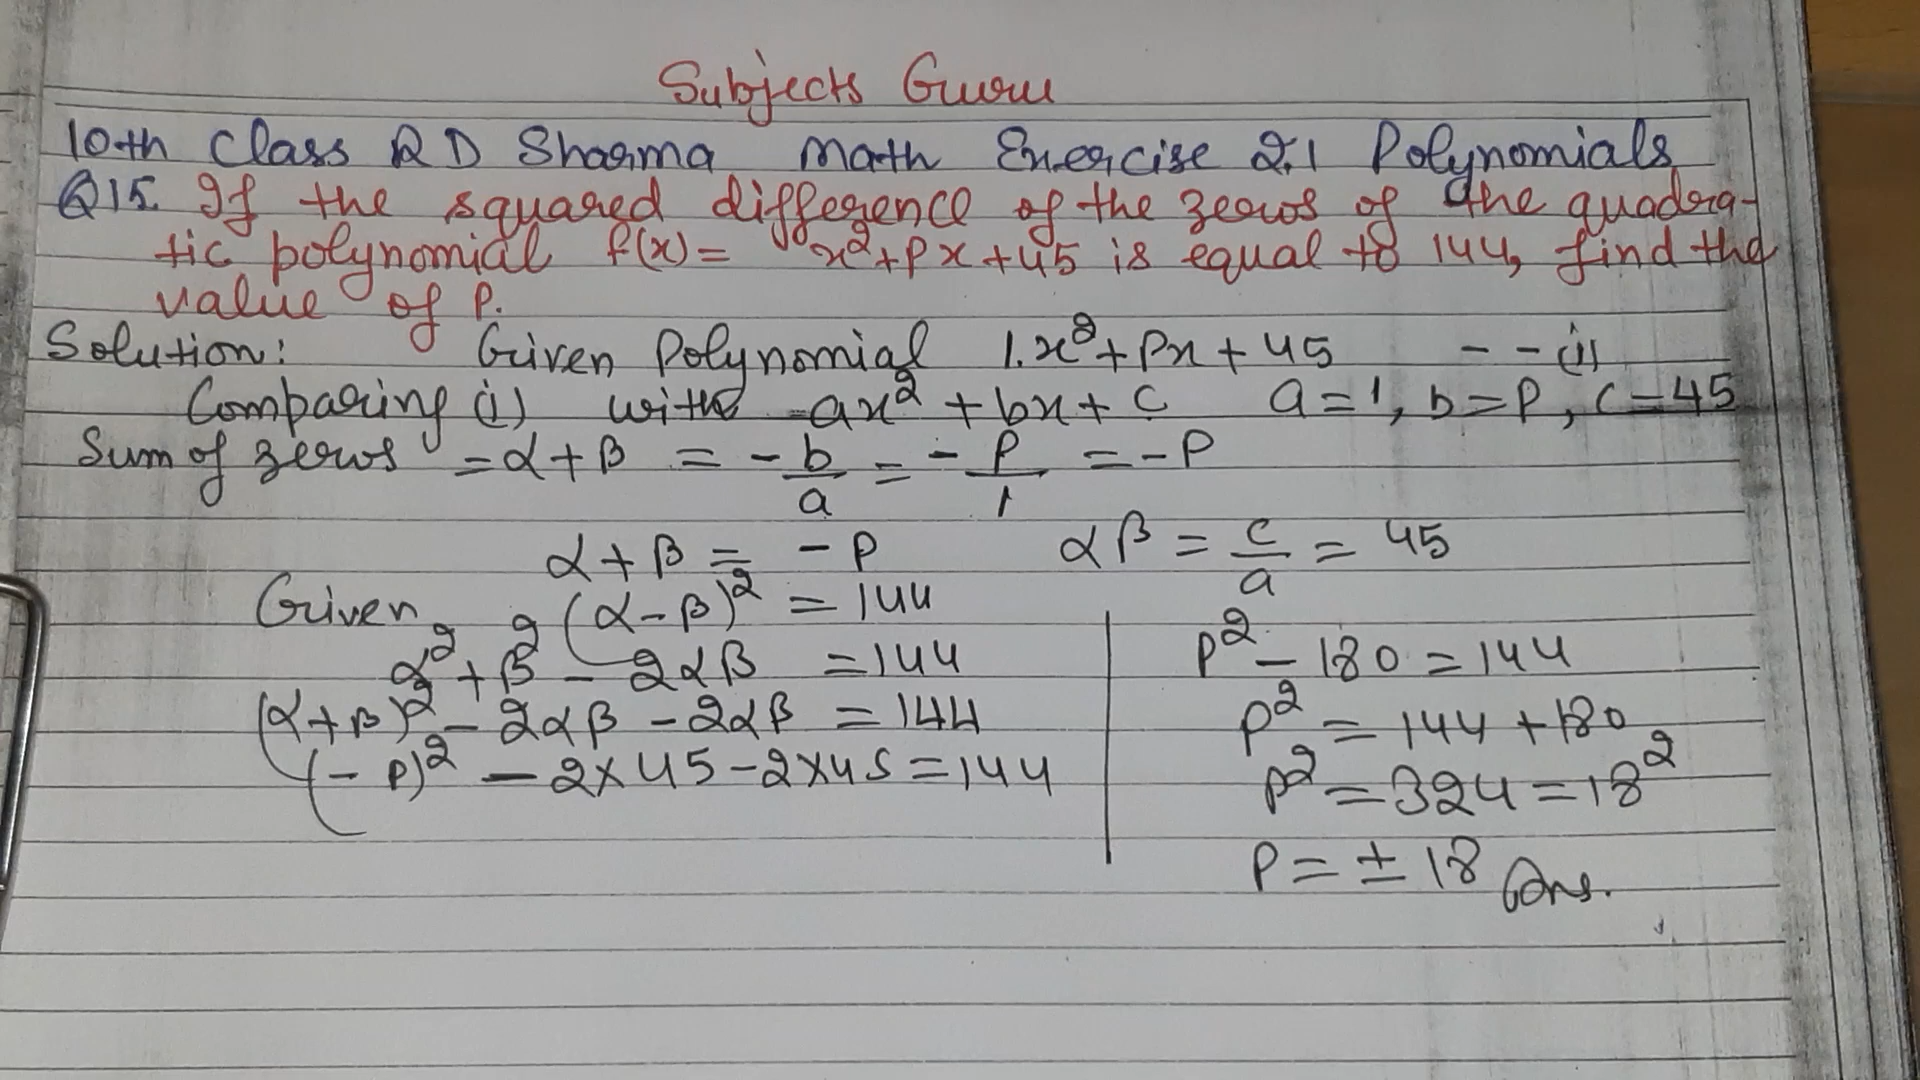 Subjects Guru
10th Class RD Sharma Math Exercise 2.1 Polynomials
Q15. If the squared difference of the zeros of the quadra-
tic polynomial f(x) = x²+px+45 is equal to 144, find the
value of P.
Solution: Given Polynomial 1.x²+Px+45 - - (i)
Comparing (i) with ax²+bx+c a=1, b=P, c=45
Sum of zeros = α+β = -b/a = -P/1 = -P
α+β = -P αβ = c/a = 45
Given (α-β)² = 144
α²+β²-2αβ = 144
(α+β)²-2αβ-2αβ = 144
(-P)²-2×45-2×45=144
P²-180=144
P²=144+180
P²=324=18²
P=±18 Ans.